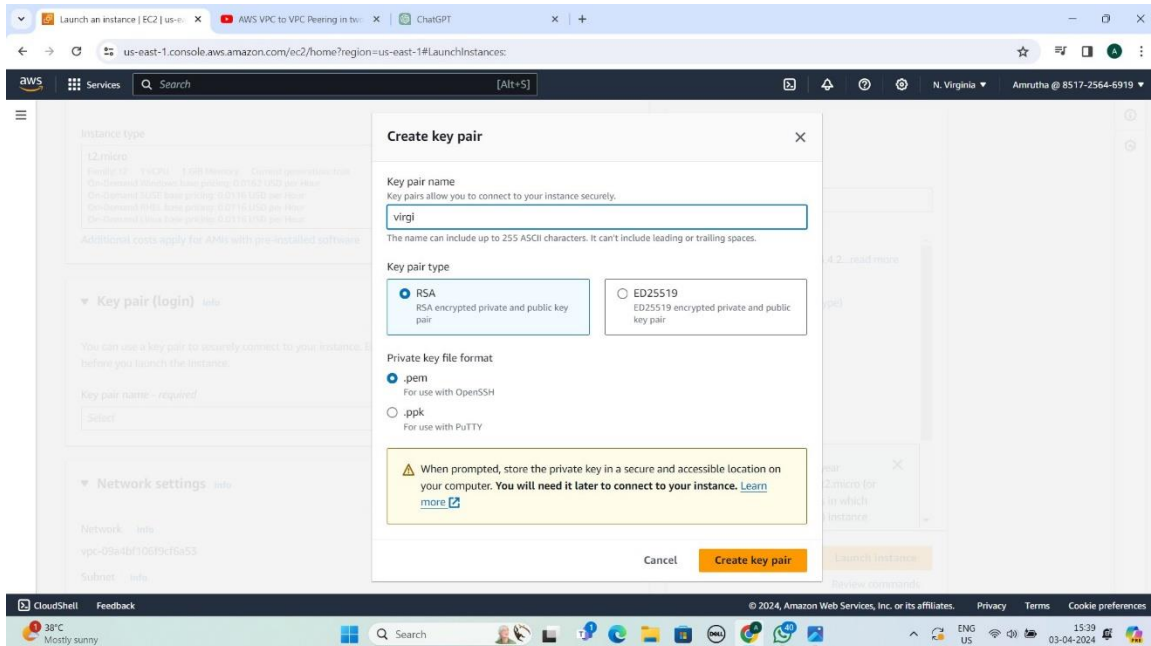 Launch an instance | EC2 | us-e
AWS VPC to VPC Peering in tw
ChatGPT
us-east-1.console.aws.amazon.com/ec2/home?region=us-east-1#LaunchInstances:
aws
Services
Search
[Alt+S]
N. Virginia
Amrutha @ 8517-2564-6919
Instance type
t2.micro
Additional costs apply for AMIs with pre-installed software
Key pair (login) Info
You can use a key pair to securely connect to your instance.
before you launch the instance.
Key pair name - required
Select
Network settings Info
Network Info
Subnet Info
Create key pair
Key pair name
Key pairs allow you to connect to your instance securely.
virgi
The name can include up to 255 ASCII characters. It can't include leading or trailing spaces.
Key pair type
RSA
RSA encrypted private and public key
pair
ED25519
ED25519 encrypted private and public
key pair
Private key file format
.pem
For use with OpenSSH
.ppk
For use with PuTTY
When prompted, store the private key in a secure and accessible location on
your computer. You will need it later to connect to your instance. Learn
more
Cancel
Create key pair
4.2...read more
Launch instance
Review commands
CloudShell
Feedback
© 2024, Amazon Web Services, Inc. or its affiliates.
Privacy
Terms
Cookie preferences
38°C
Mostly sunny
Search
ENG
US
15:39
03-04-2024